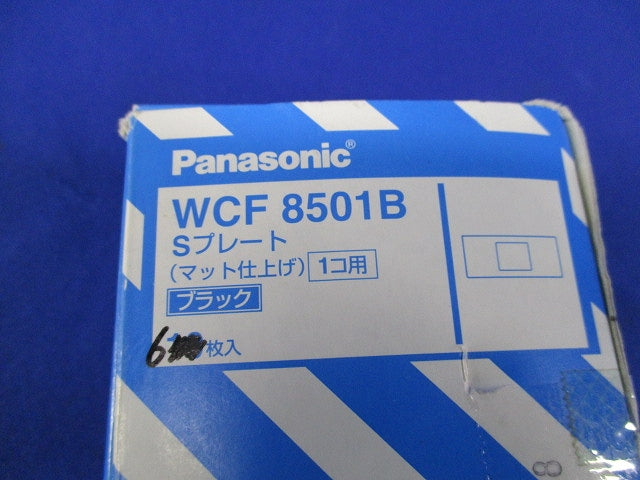 Panasonic®
WCF 8501B
Sプレート
(マット仕上げ) 1コ用
ブラック
6 枚入
8